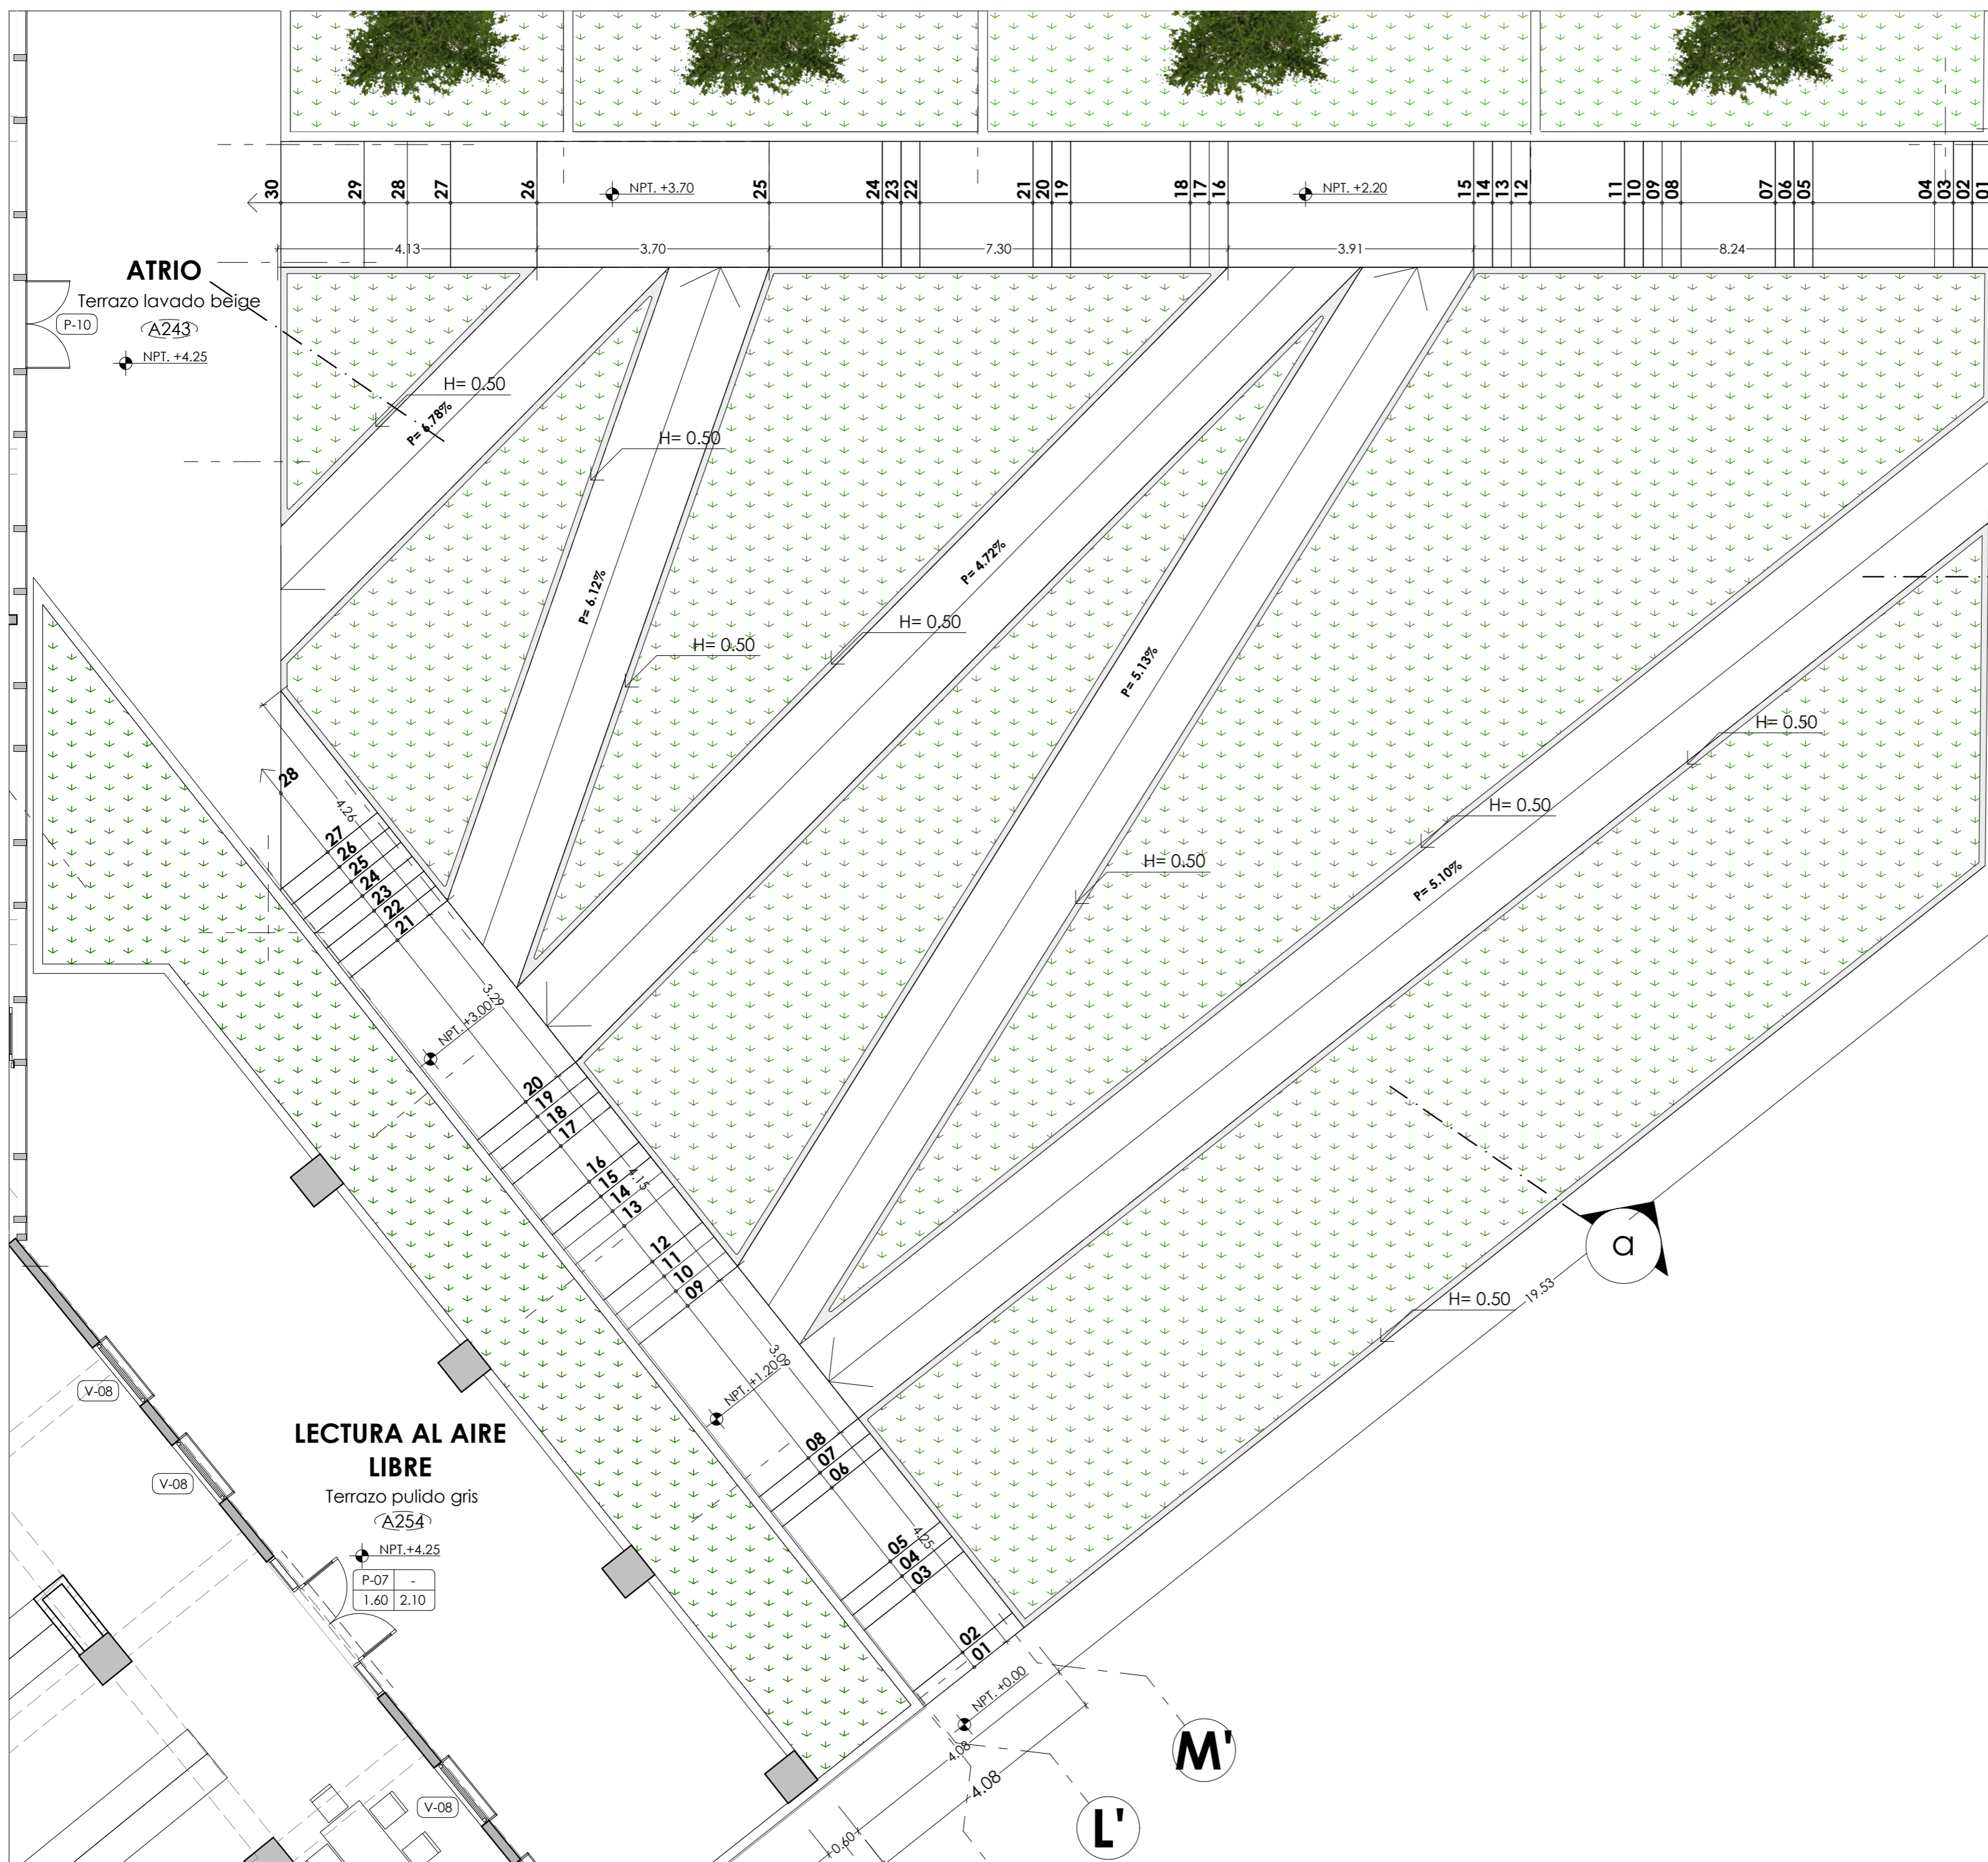 30
29
28
27
26
25
24
23
22
21
20
19
18
17
16
15
14
13
12
11
10
09
08
07
06
05
04
03
02
01
NPT. +3.70
NPT. +2.20
4.13
3.70
7.30
3.91
8.24
ATRIO
Terrazo lavado beige
A243
P-10
NPT. +4.25
H= 0.50
P= 6.78%
H= 0.50
P= 6.12%
H= 0.50
P= 4.72%
H= 0.50
P= 5.13%
H= 0.50
H= 0.50
H= 0.50
P= 5.10%
28
4.26
27
26
25
24
23
22
21
3.29
NPT. +3.00
20
19
18
17
16
15
14
13
4.15
12
11
10
09
3.09
NPT. +1.20
08
07
06
05
04
03
4.25
02
01
NPT. +0.00
a
H= 0.50
19.53
V-08
V-08
LECTURA AL AIRE
LIBRE
Terrazo pulido gris
A254
NPT.+4.25
P-07 -
1.60 2.10
V-08
4.08
4.08
0.60
M'
L'